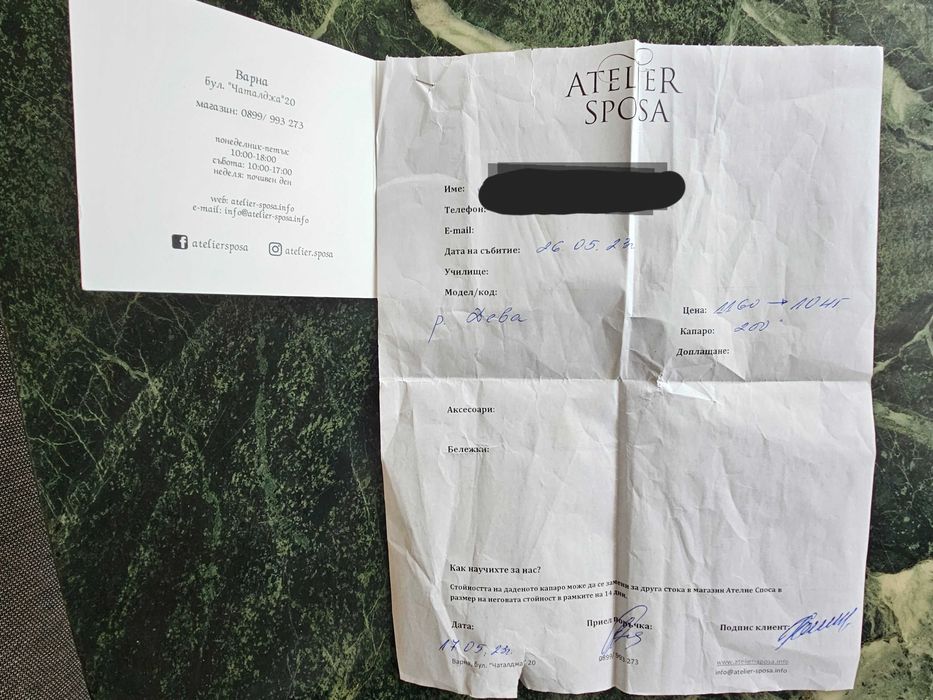 Варна
бул. "Чаталджа"20
магазин: 0899/ 993 273
понеделник-петък
10:00-18:00
събота: 10:00-17:00
неделя: почивен ден
web: atelier-sposa.info
e-mail: info@atelier-sposa.info
ateliersposa
atelier.sposa
ATELIER
SPOSA
Име:
Телефон:
E-mail:
Дата на събитие: 26.05.23г
Училище:
Модел/код:
р. Дева
Цена: 1160 → 1045
Капаро: 200
Доплащане:
Аксесоари:
Бележки:
Как научихте за нас?
Стойността на даденото капаро може да се замени за друга стока в магазин Ателие Споса в
размер на неговата стойност в рамките на 14 дни.
Дата:
17.05.23г.
Приел поръчка:
Подпис клиент:
Варна, Бул. "Чаталджа" 20
0899/ 993 273
www.atelier-sposa.info
info@atelier-sposa.info